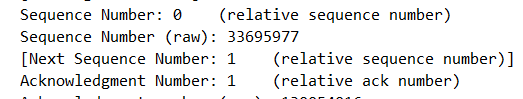 Sequence Number: 0    (relative sequence number)
Sequence Number (raw): 33695977
[Next Sequence Number: 1    (relative sequence number)]
Acknowledgment Number: 1    (relative ack number)